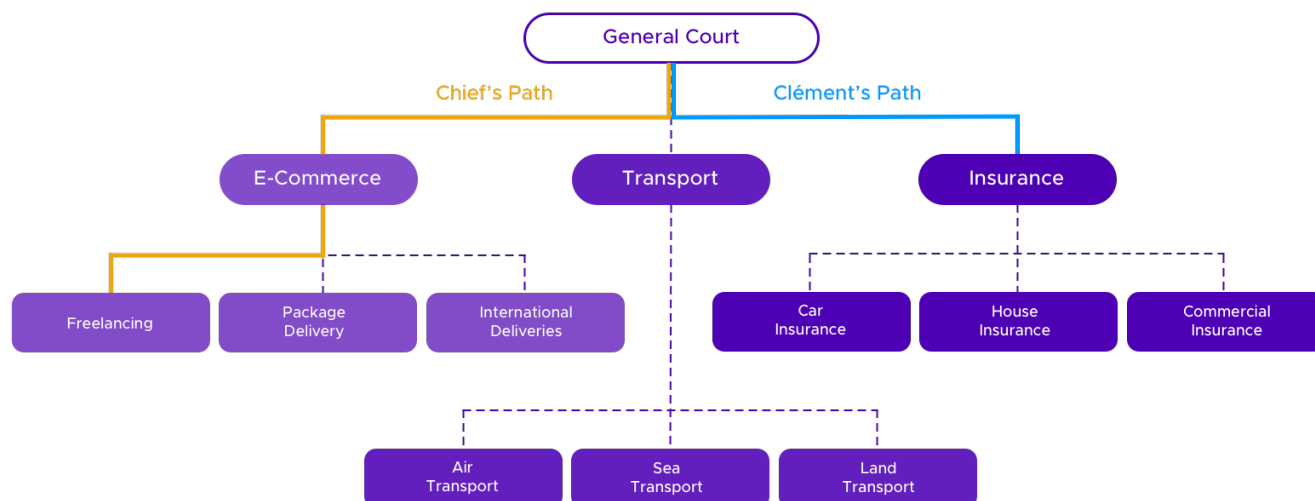 General Court
Chief's Path
Clément's Path
E-Commerce
Transport
Insurance
Freelancing
Package
Delivery
International
Deliveries
Car
Insurance
House
Insurance
Commercial
Insurance
Air
Transport
Sea
Transport
Land
Transport